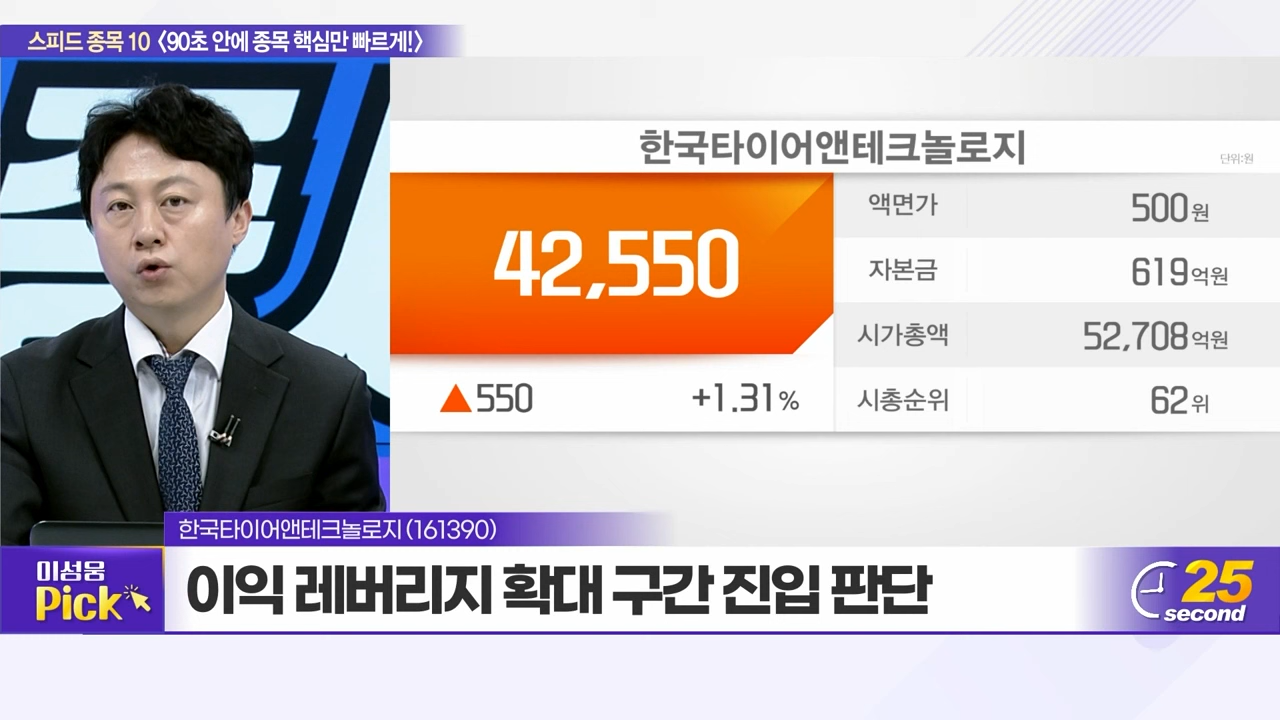 스피드 종목 10 〈90초 안에 종목 핵심만 빠르게!〉
한국타이어앤테크놀로지
단위:원
42,550
▲550 +1.31%
액면가 500원
자본금 619억원
시가총액 52,708억원
시총순위 62위
한국타이어앤테크놀로지 (161390)
이성웅
Pick
이익 레버리지 확대 구간 진입 판단
25
second